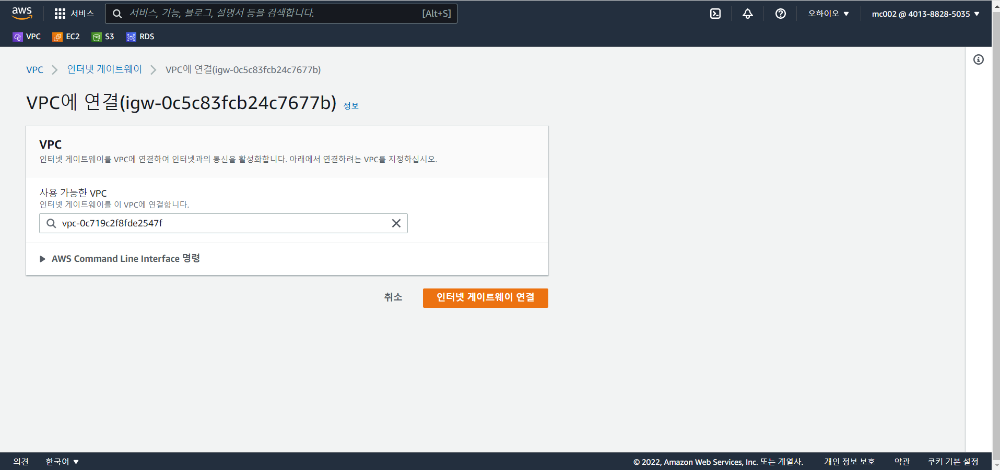 aws 서비스 서비스, 기능, 블로그, 설명서 등을 검색합니다. [Alt+S] 오하이오 mc002 @ 4013-8828-5035
VPC EC2 S3 RDS
VPC 인터넷 게이트웨이 VPC에 연결(igw-0c5c83fcb24c7677b)
VPC에 연결(igw-0c5c83fcb24c7677b) 정보
VPC
인터넷 게이트웨이를 VPC에 연결하여 인터넷과의 통신을 활성화합니다. 아래에서 연결하려는 VPC를 지정하십시오.
사용 가능한 VPC
인터넷 게이트웨이를 이 VPC에 연결합니다.
vpc-0c719c2f8fde2547f
AWS Command Line Interface 명령
취소 인터넷 게이트웨이 연결
의견 한국어 © 2022, Amazon Web Services, Inc. 또는 계열사. 개인 정보 보호 약관 쿠키 기본 설정